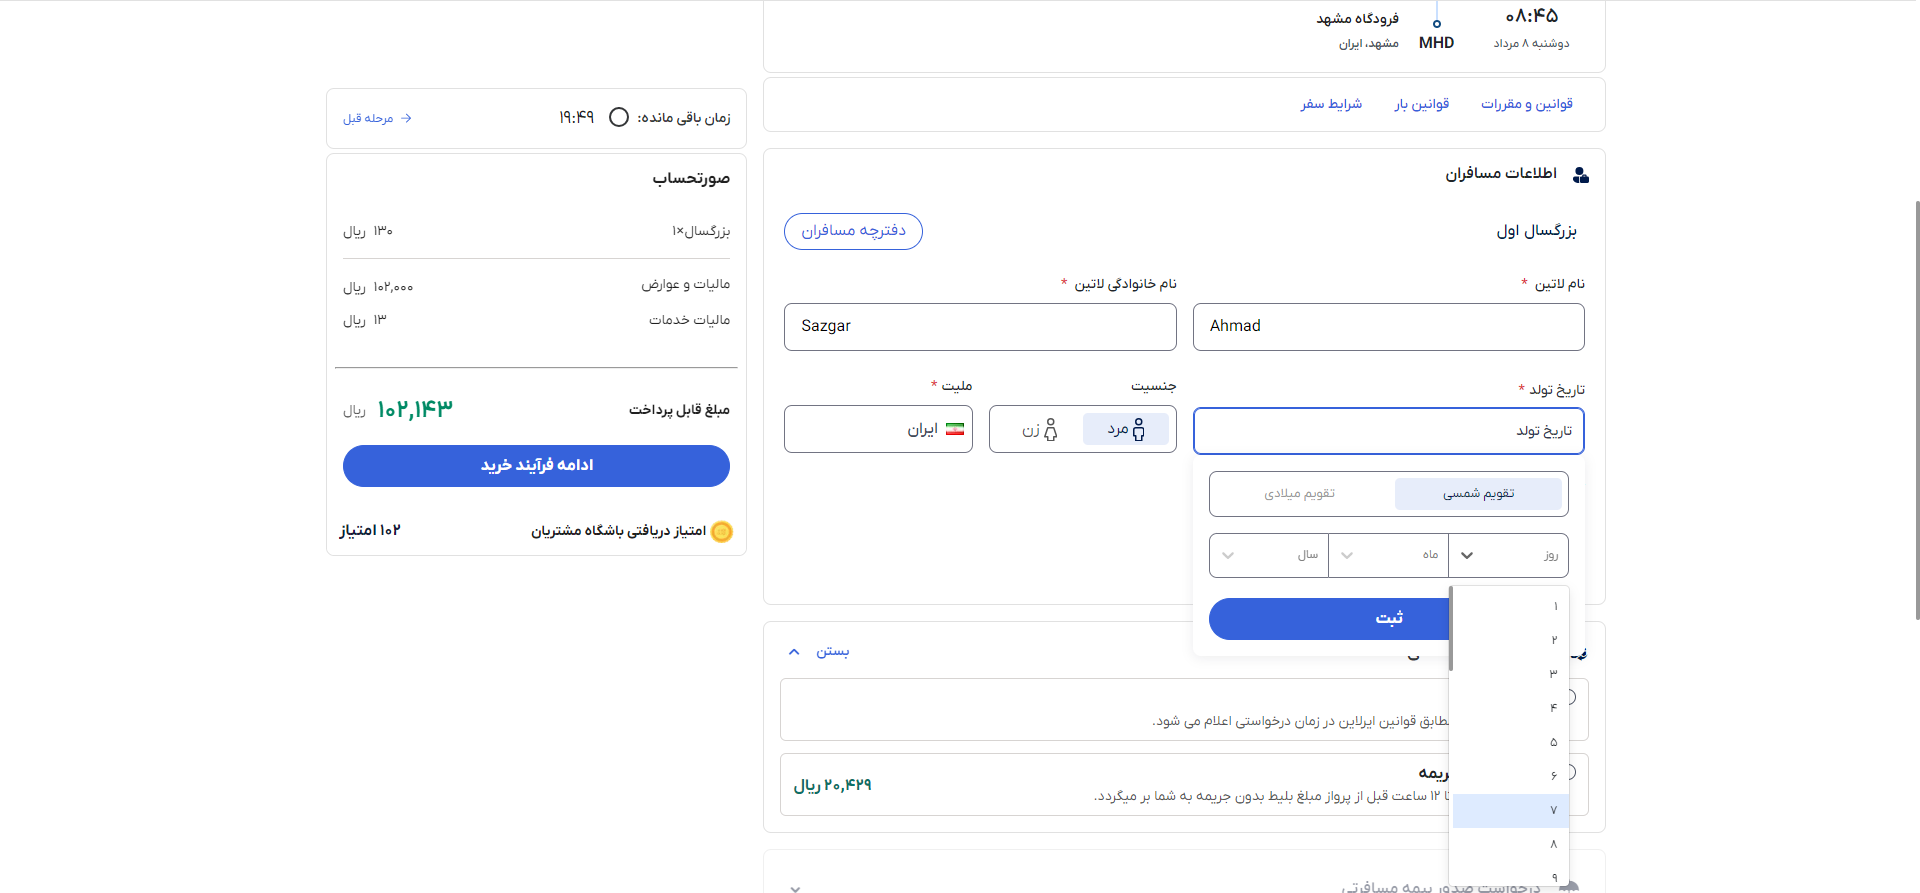 ۰۸:۴۵
فرودگاه مشهد
دوشنبه ۸ مرداد
MHD
مشهد، ایران
قوانین و مقررات
قوانین بار
شرایط سفر
اطلاعات مسافران
بزرگسال اول
دفترچه مسافران
نام لاتین *
نام خانوادگی لاتین *
Ahmad
Sazgar
تاریخ تولد *
جنسیت
ملیت *
تاریخ تولد
مرد
زن
ایران
تقویم شمسی
تقویم میلادی
روز
ماه
سال
ثبت
۱
۲
۳
۴
۵
۶
۷
۸
۹
بستن
مطابق قوانین ایرلاین در زمان درخواستی اعلام می شود.
تا ۱۲ ساعت قبل از پرواز مبلغ بلیط بدون جریمه به شما بر میگردد.
۲۰,۴۲۹ ریال
درخواست صدور بیمه مسافرتی
زمان باقی مانده:
۱۹:۴۹
مرحله قبل
صورتحساب
بزرگسال×۱
۱۳۰ ریال
مالیات و عوارض
۱۰۲,۰۰۰ ریال
مالیات خدمات
۱۳ ریال
مبلغ قابل پرداخت
۱۰۲,۱۴۳ ریال
ادامه فرآیند خرید
امتیاز دریافتی باشگاه مشتریان
۱۰۲ امتیاز